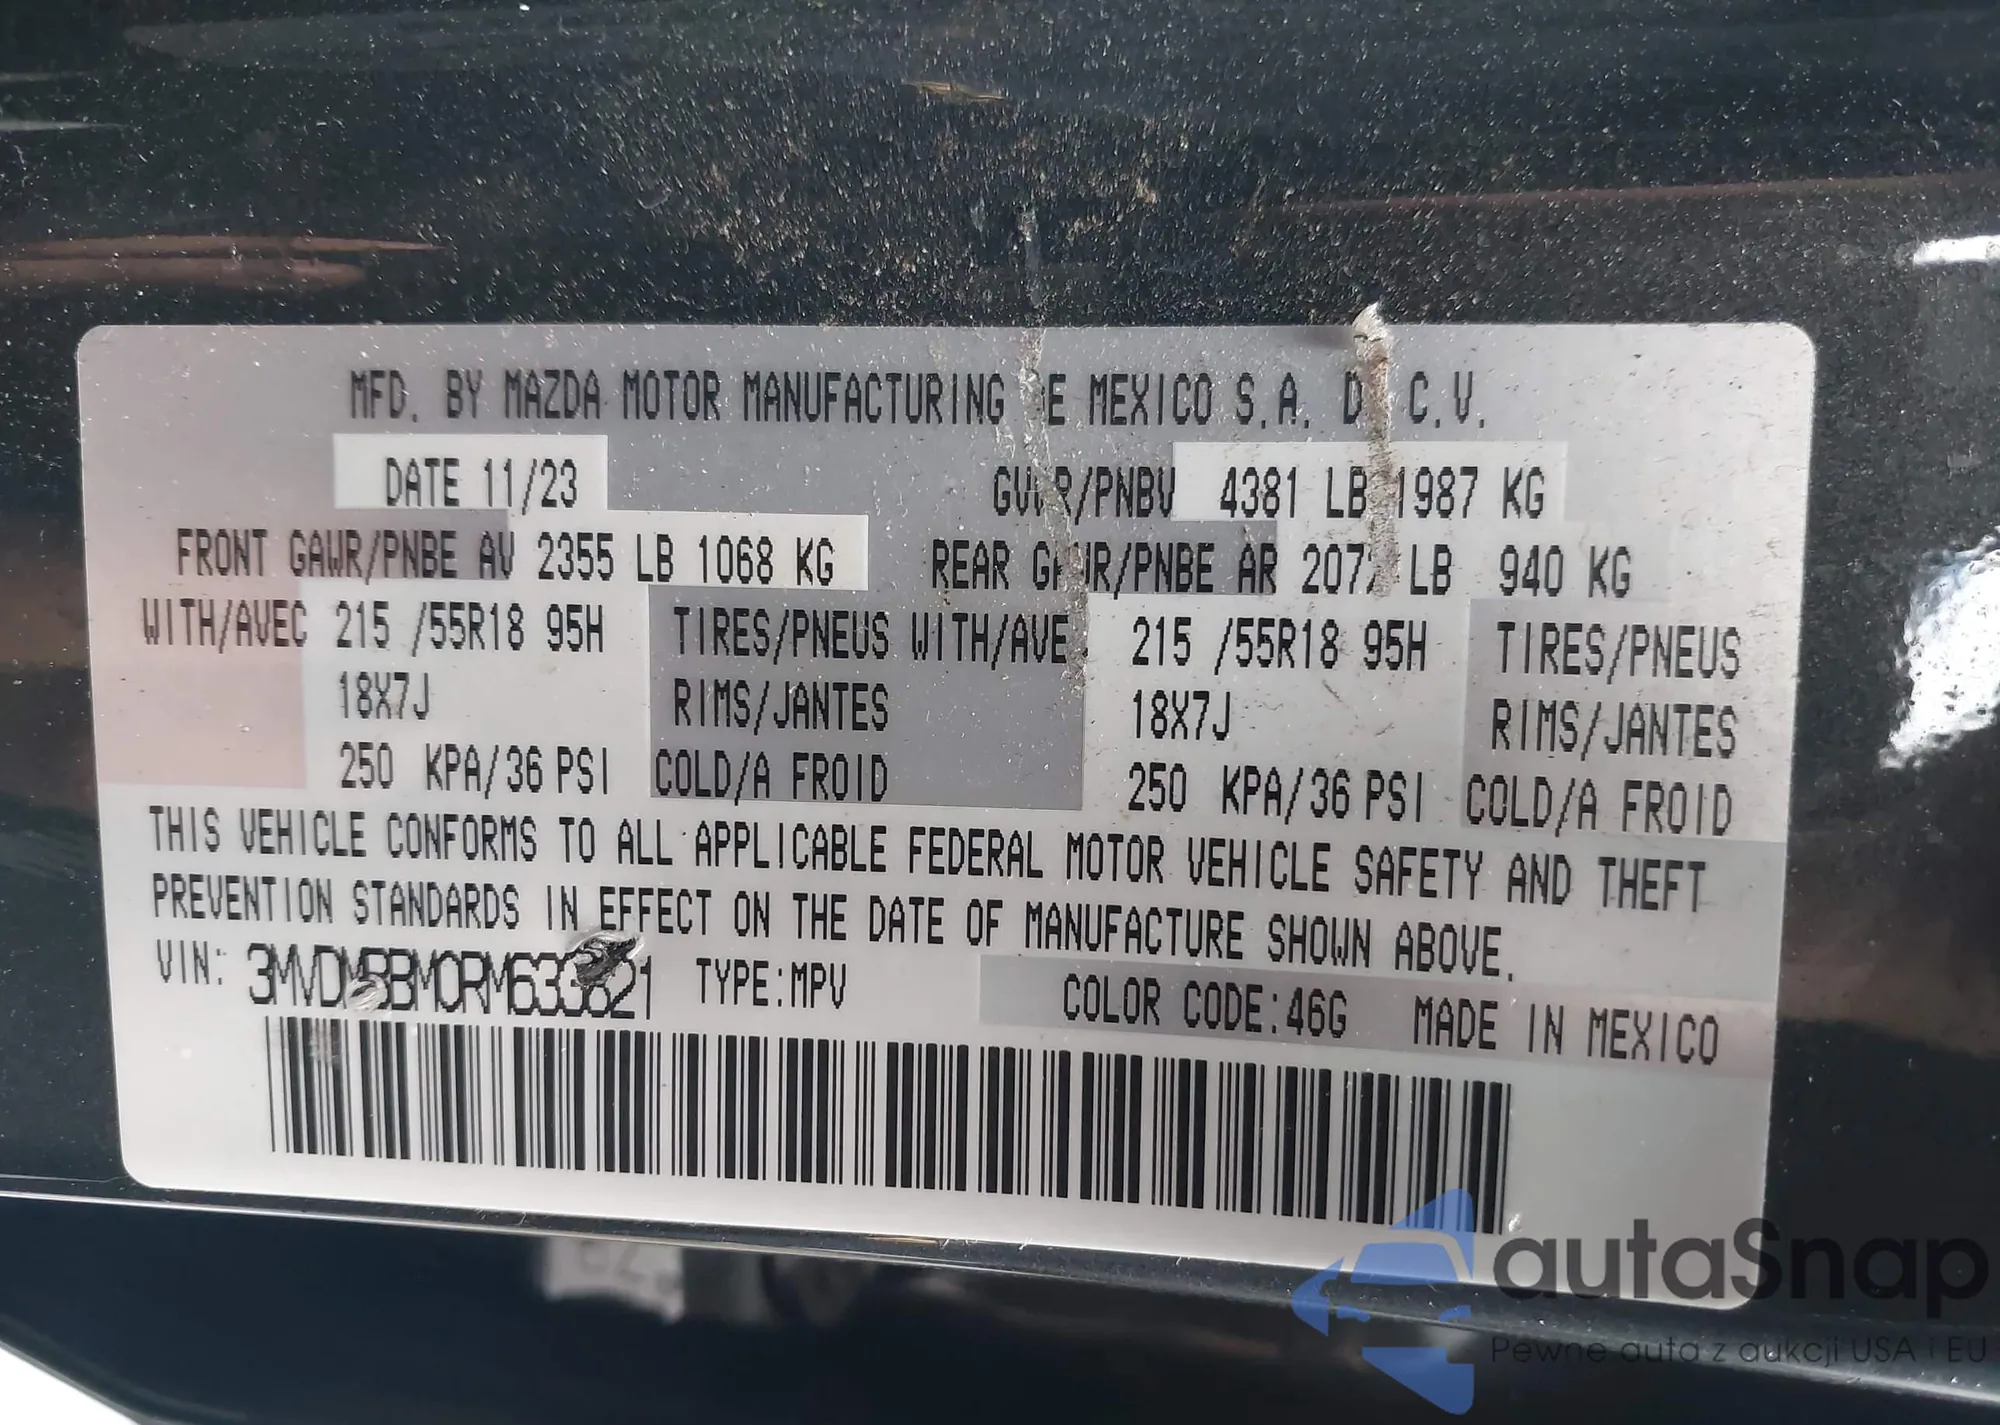 MFD. BY MAZDA MOTOR MANUFACTURING E MEXICO S.A. D C.V.
DATE 11/23 GVWR/PNBV 4381 LB 1987 KG
FRONT GAWR/PNBE AV 2355 LB 1068 KG REAR GAWR/PNBE AR LB 940 KG
WITH/AVEC 215 /55R18 95H TIRES/PNEUS WITH/AVE 215 /55R18 95H TIRES/PNEUS
18X7J RIMS/JANTES 18X7J RIMS/JANTES
250 KPA/36 PSI COLD/A FROID 250 KPA/36 PSI COLD/A FROID
THIS VEHICLE CONFORMS TO ALL APPLICABLE FEDERAL MOTOR VEHICLE SAFETY AND THEFT
PREVENTION STANDARDS IN EFFECT ON THE DATE OF MANUFACTURE SHOWN ABOVE.
VIN: TYPE:MPV COLOR CODE:46G MADE IN MEXICO
autaSnap
Pewne auta z aukcji USA i EU